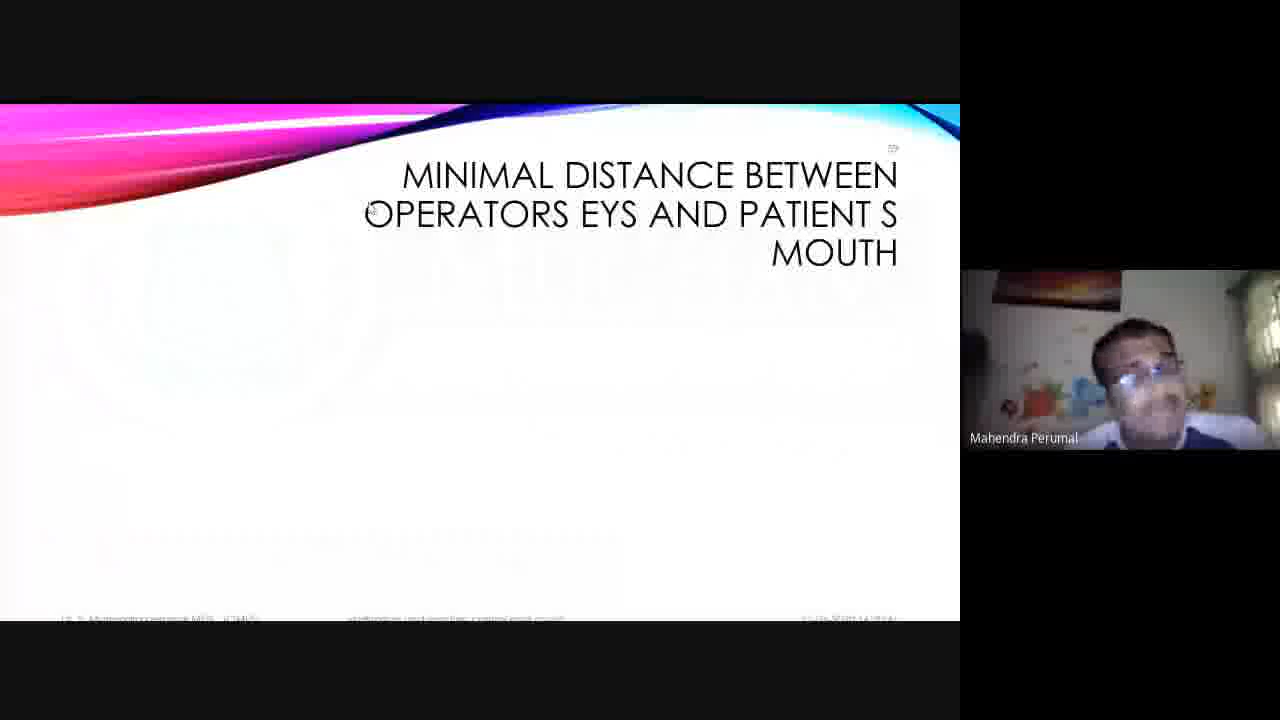 MINIMAL DISTANCE BETWEEN
OPERATORS EYS AND PATIENT S
MOUTH
Mahendra Perumal